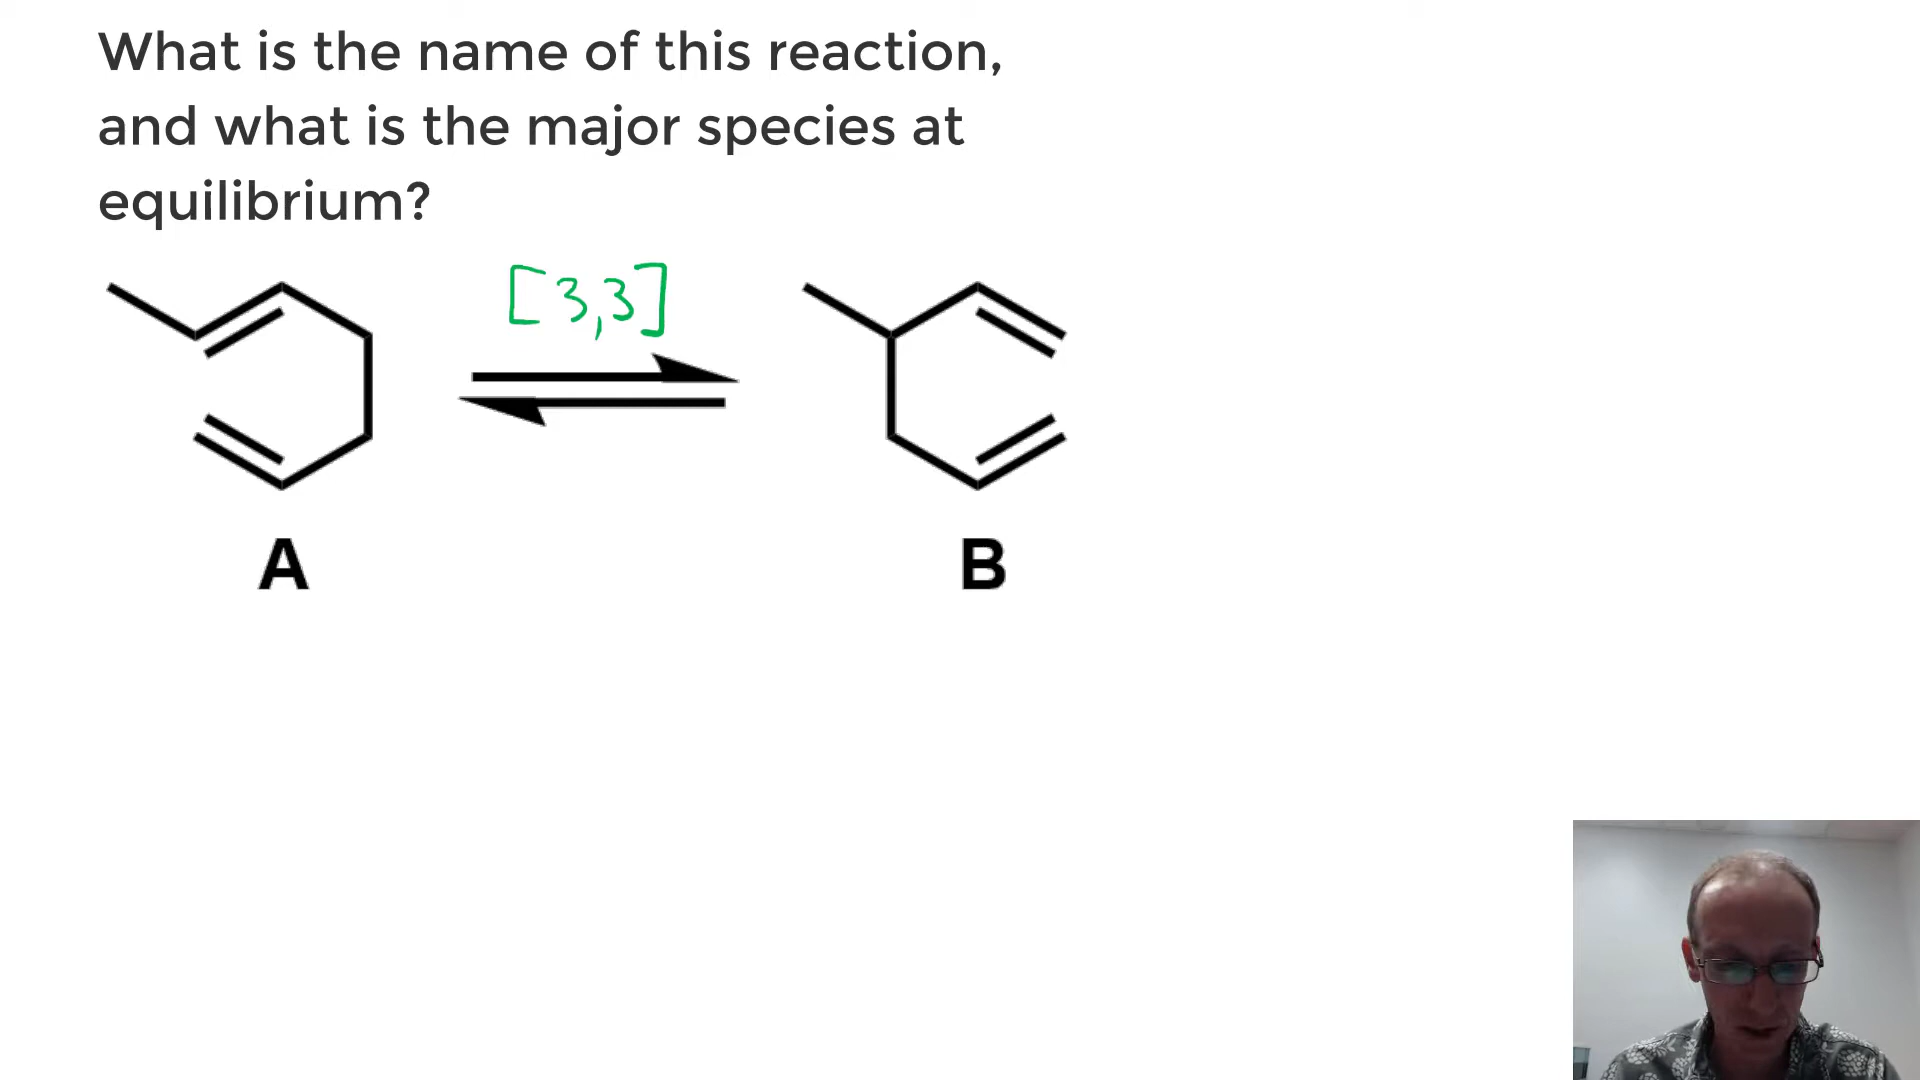 What is the name of this reaction,
and what is the major species at
equilibrium?
[3,3]
A
B